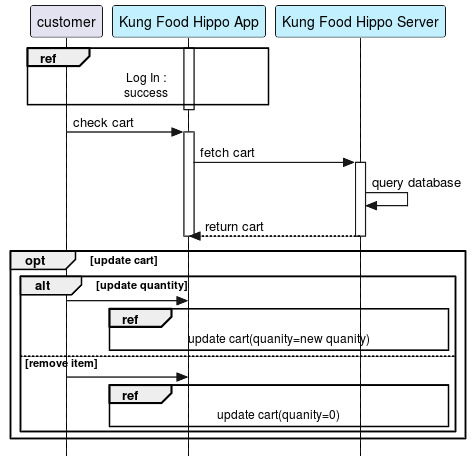 customer
Kung Food Hippo App
Kung Food Hippo Server
ref
Log In :
success
check cart
fetch cart
query database
return cart
opt
[update cart]
alt
[update quantity]
ref
update cart(quanity=new quanity)
[remove item]
ref
update cart(quanity=0)